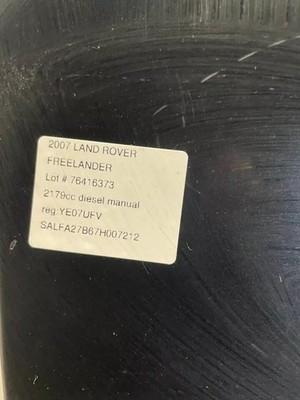 2007 LAND ROVER
FREELANDER
Lot # 76416373
2179cc diesel manual
reg:YE07UFV
SALFA27B67H007212